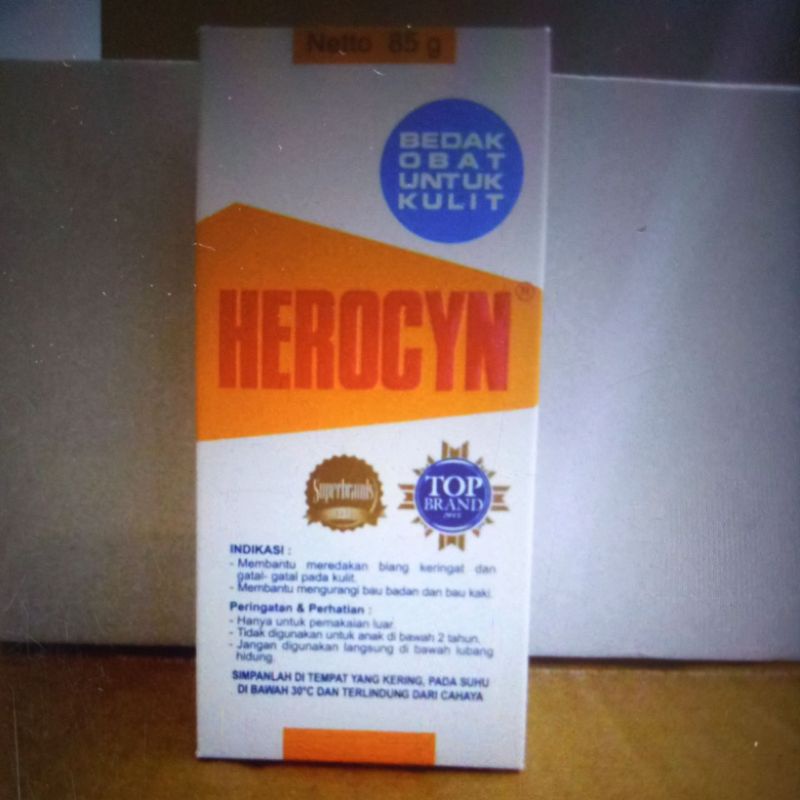 Netto 85 g
BEDAK
OBAT
UNTUK
KULIT
HEROCYN®
Superbrands
TOP
BRAND
INDIKASI :
- Membantu meredakan biang keringat dan
gatal- gatal pada kulit.
- Membantu mengurangi bau badan dan bau kaki.
Peringatan & Perhatian :
- Hanya untuk pemakaian luar.
- Tidak digunakan untuk anak di bawah 2 tahun.
- Jangan digunakan langsung di bawah lubang
hidung.
SIMPANLAH DI TEMPAT YANG KERING, PADA SUHU
DI BAWAH 30°C DAN TERLINDUNG DARI CAHAYA